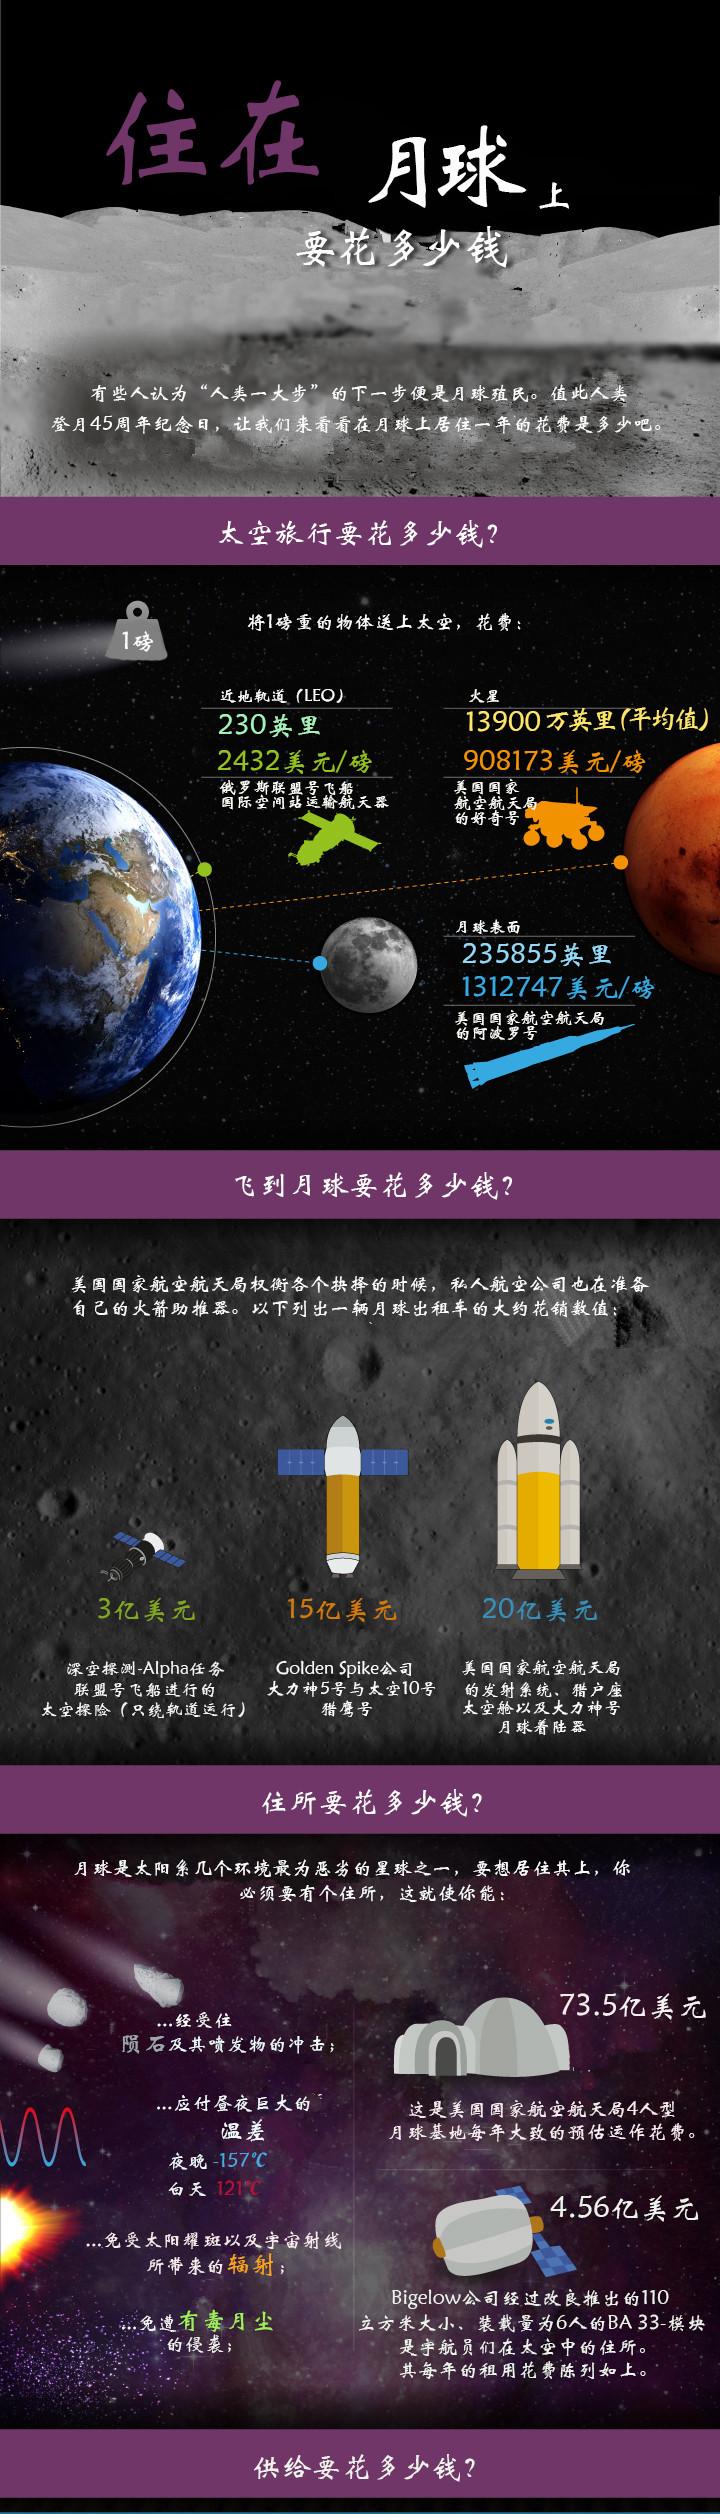 住在
月球上
要花多少钱
有些人认为“人类一大步”的下一步便是月球殖民。值此人类
登月45周年纪念日，让我们来看看在月球上居住一年的花费是多少吧。
太空旅行要花多少钱？
1磅
将1磅重的物体送上太空，花费：
近地轨道（LEO）
230英里
2432美元/磅
俄罗斯联盟号飞船
国际空间站运输航天器
火星
13900万英里(平均值)
908173美元/磅
美国国家
航空航天局
的好奇号
月球表面
235855英里
1312747美元/磅
美国国家航空航天局
的阿波罗号
飞到月球要花多少钱？
美国国家航空航天局权衡各个抉择的时候，私人航空公司也在准备
自己的火箭助推器。以下列出一辆月球出租车的大约花销数值：
3亿美元
深空探测-Alpha任务
联盟号飞船进行的
太空探险（只绕轨道运行）
15亿美元
Golden Spike公司
大力神5号与太空10号
猎鹰号
20亿美元
美国国家航空航天局
的发射系统、猎户座
太空舱以及大力神号
月球着陆器
住所要花多少钱？
月球是太阳系几个环境最为恶劣的星球之一，要想居住其上，你
必须要有个住所，这就使你能：
...经受住
陨石及其喷发物的冲击；
...应付昼夜巨大的
温差
夜晚 -157℃
白天 121℃
...免受太阳耀斑以及宇宙射线
所带来的辐射；
...免遭有毒月尘
的侵袭；
73.5亿美元
这是美国国家航空航天局4人型
月球基地每年大致的预估运作花费。
4.56亿美元
Bigelow公司经过改良推出的110
立方米大小、装载量为6人的BA 33-模块
是宇航员们在太空中的住所。
其每年的租用花费陈列如上。
供给要花多少钱？